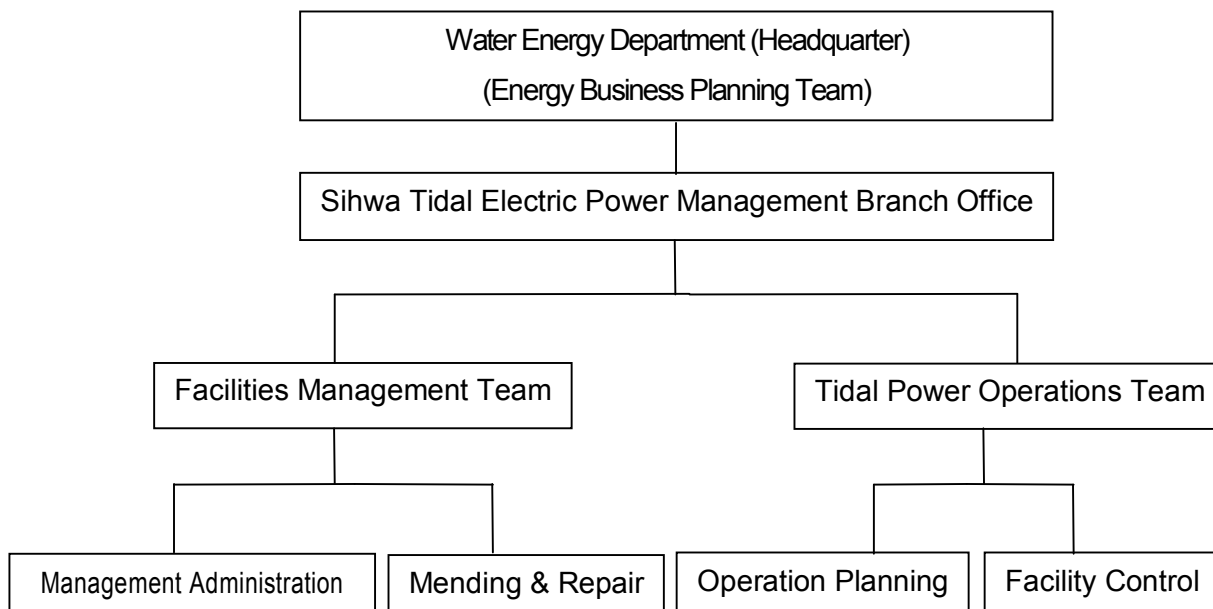 Water Energy Department (Headquarter)
(Energy Business Planning Team)
Sihwa Tidal Electric Power Management Branch Office
Facilities Management Team
Tidal Power Operations Team
Management Administration
Mending & Repair
Operation Planning
Facility Control